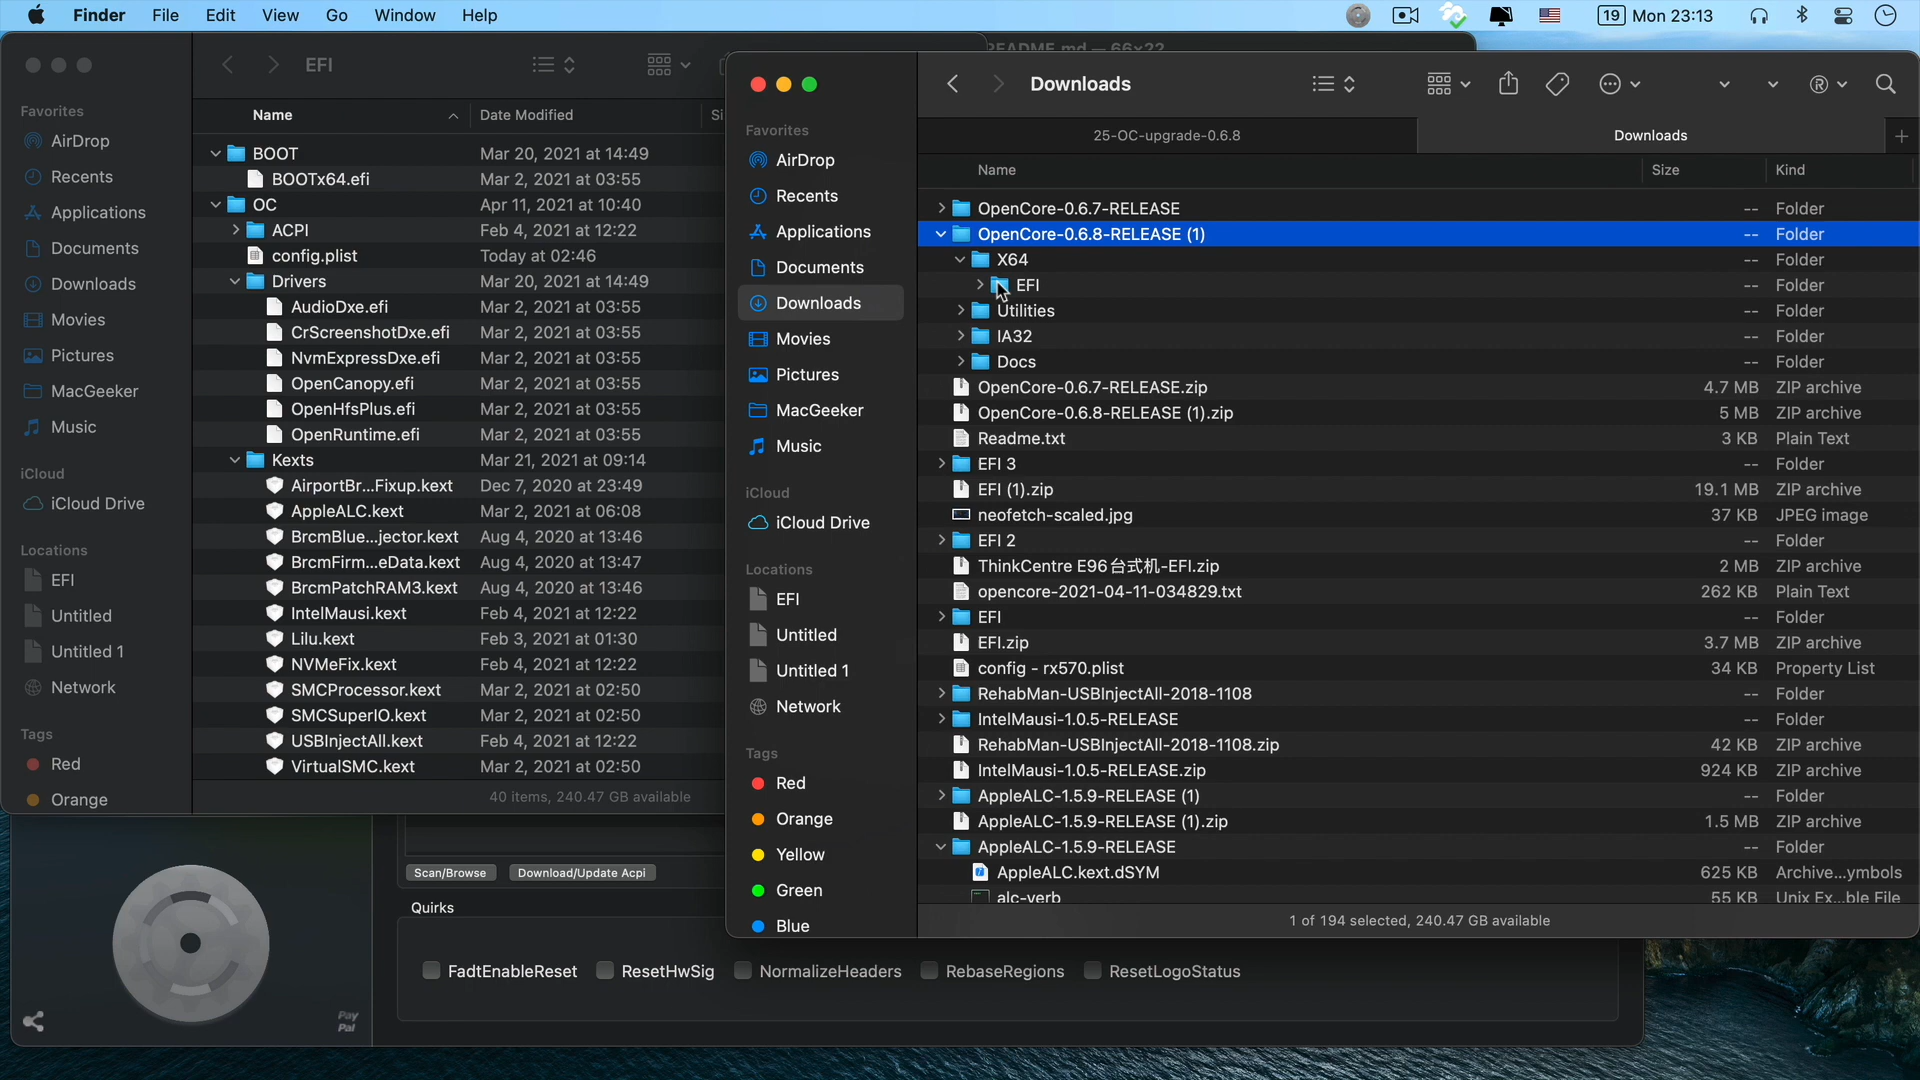 Finder File Edit View Go Window Help 19 Mon 23:13
README.md — 66×22
EFI
Favorites
AirDrop
Recents
Applications
Documents
Downloads
Movies
Pictures
MacGeeker
Music
iCloud
iCloud Drive
Locations
EFI
Untitled
Untitled 1
Network
Tags
Red
Orange
Name Date Modified Si
BOOT Mar 20, 2021 at 14:49
BOOTx64.efi Mar 2, 2021 at 03:55
OC Apr 11, 2021 at 10:40
ACPI Feb 4, 2021 at 12:22
config.plist Today at 02:46
Drivers Mar 20, 2021 at 14:49
AudioDxe.efi Mar 2, 2021 at 03:55
CrScreenshotDxe.efi Mar 2, 2021 at 03:55
NvmExpressDxe.efi Mar 2, 2021 at 03:55
OpenCanopy.efi Mar 2, 2021 at 03:55
OpenHfsPlus.efi Mar 2, 2021 at 03:55
OpenRuntime.efi Mar 2, 2021 at 03:55
Kexts Mar 21, 2021 at 09:14
AirportBr...Fixup.kext Dec 7, 2020 at 23:49
AppleALC.kext Mar 2, 2021 at 06:08
BrcmBlue...jector.kext Aug 4, 2020 at 13:46
BrcmFirm...eData.kext Aug 4, 2020 at 13:47
BrcmPatchRAM3.kext Aug 4, 2020 at 13:46
IntelMausi.kext Feb 4, 2021 at 12:22
Lilu.kext Feb 3, 2021 at 01:30
NVMeFix.kext Feb 4, 2021 at 12:22
SMCProcessor.kext Mar 2, 2021 at 02:50
SMCSuperIO.kext Mar 2, 2021 at 02:50
USBInjectAll.kext Feb 4, 2021 at 12:22
VirtualSMC.kext Mar 2, 2021 at 02:50
40 items, 240.47 GB available
Downloads
Favorites
AirDrop
Recents
Applications
Documents
Downloads
Movies
Pictures
MacGeeker
Music
iCloud
iCloud Drive
Locations
EFI
Untitled
Untitled 1
Network
Tags
Red
Orange
Yellow
Green
Blue
25-OC-upgrade-0.6.8 Downloads
Name Size Kind
OpenCore-0.6.7-RELEASE -- Folder
OpenCore-0.6.8-RELEASE (1) -- Folder
X64 -- Folder
EFI -- Folder
Utilities -- Folder
IA32 -- Folder
Docs -- Folder
OpenCore-0.6.7-RELEASE.zip 4.7 MB ZIP archive
OpenCore-0.6.8-RELEASE (1).zip 5 MB ZIP archive
Readme.txt 3 KB Plain Text
EFI 3 -- Folder
EFI (1).zip 19.1 MB ZIP archive
neofetch-scaled.jpg 37 KB JPEG image
EFI 2 -- Folder
ThinkCentre E96台式机-EFI.zip 2 MB ZIP archive
opencore-2021-04-11-034829.txt 262 KB Plain Text
EFI -- Folder
EFI.zip 3.7 MB ZIP archive
config - rx570.plist 34 KB Property List
RehabMan-USBInjectAll-2018-1108 -- Folder
IntelMausi-1.0.5-RELEASE -- Folder
RehabMan-USBInjectAll-2018-1108.zip 42 KB ZIP archive
IntelMausi-1.0.5-RELEASE.zip 924 KB ZIP archive
AppleALC-1.5.9-RELEASE (1) -- Folder
AppleALC-1.5.9-RELEASE (1).zip 1.5 MB ZIP archive
AppleALC-1.5.9-RELEASE -- Folder
AppleALC.kext.dSYM 625 KB Archive...ymbols
alc-verb 55 KB Unix Ex...ble File
1 of 194 selected, 240.47 GB available
Scan/Browse Download/Update Acpi
Quirks
FadtEnableReset ResetHwSig NormalizeHeaders RebaseRegions ResetLogoStatus
Pay
Pal